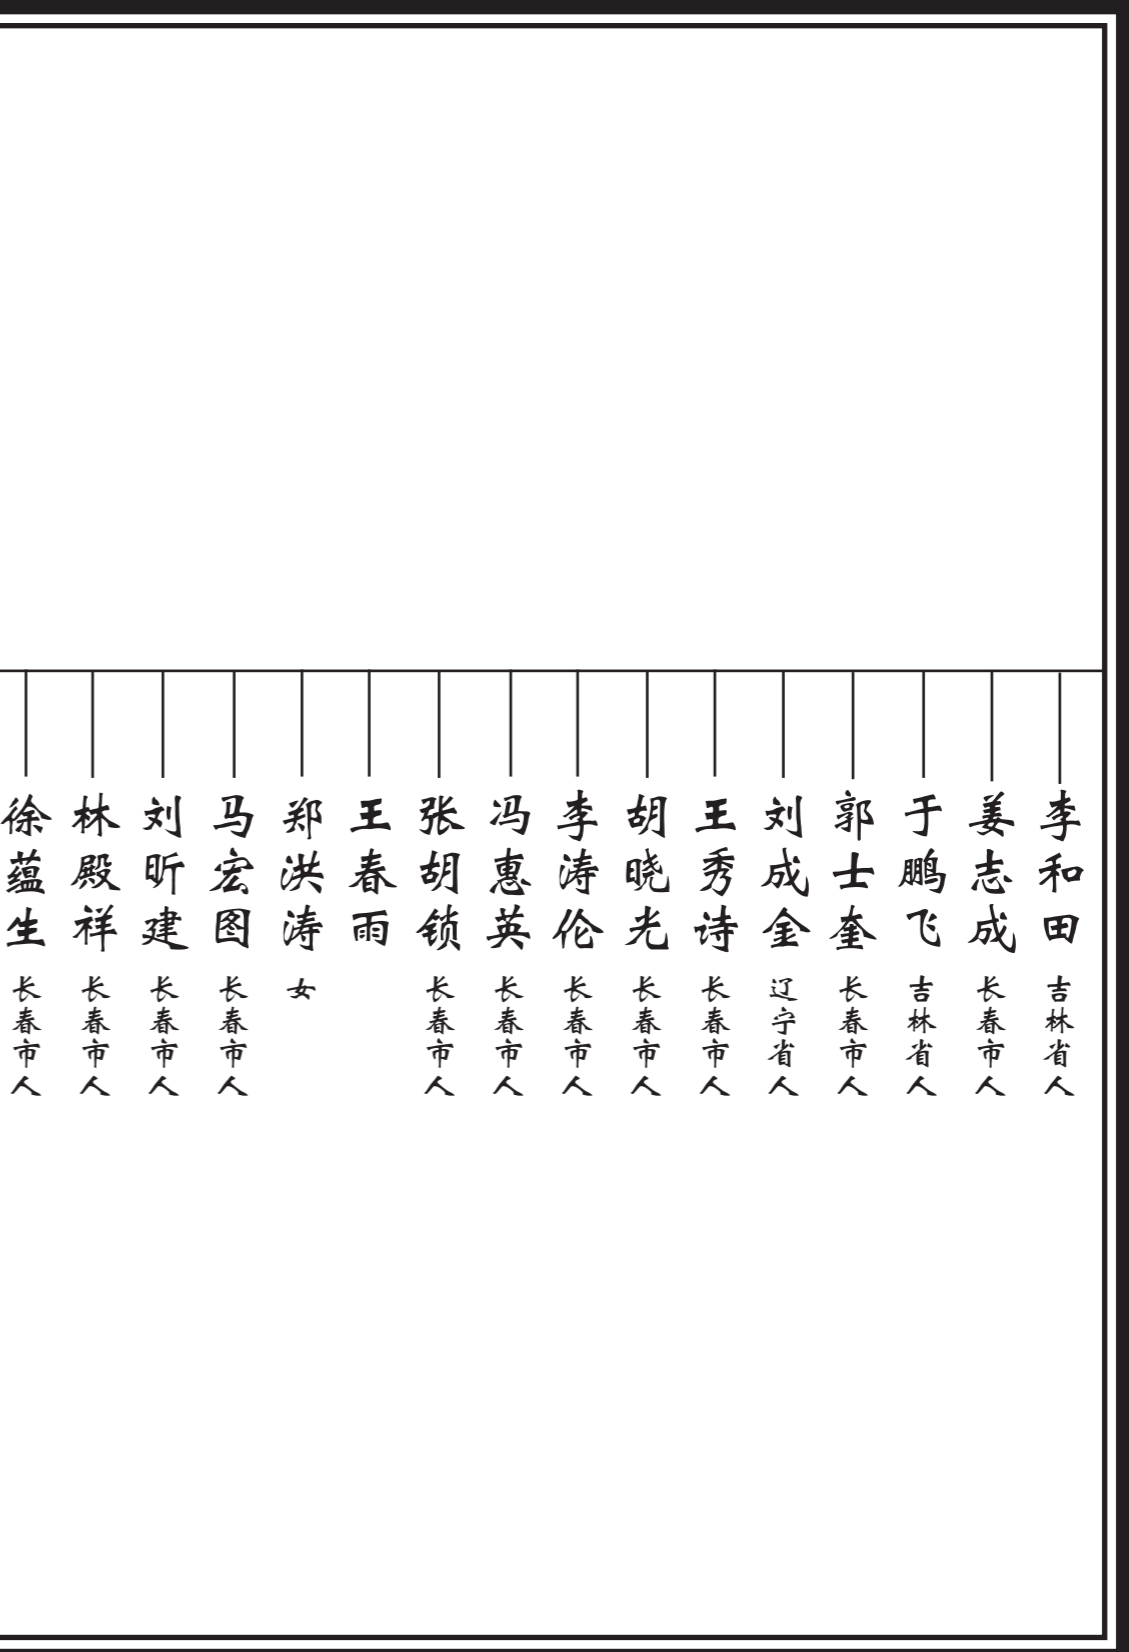 李和田 吉林省人
姜志成 长春市人
于鹏飞 吉林省人
郭士奎 长春市人
刘成金 辽宁省人
王秀诗 长春市人
胡晓光 长春市人
李涛伦 长春市人
冯惠英 长春市人
张胡锁 长春市人
王春雨
郑洪涛 女
马宏图 长春市人
刘昕建 长春市人
林殿祥 长春市人
徐蕴生 长春市人